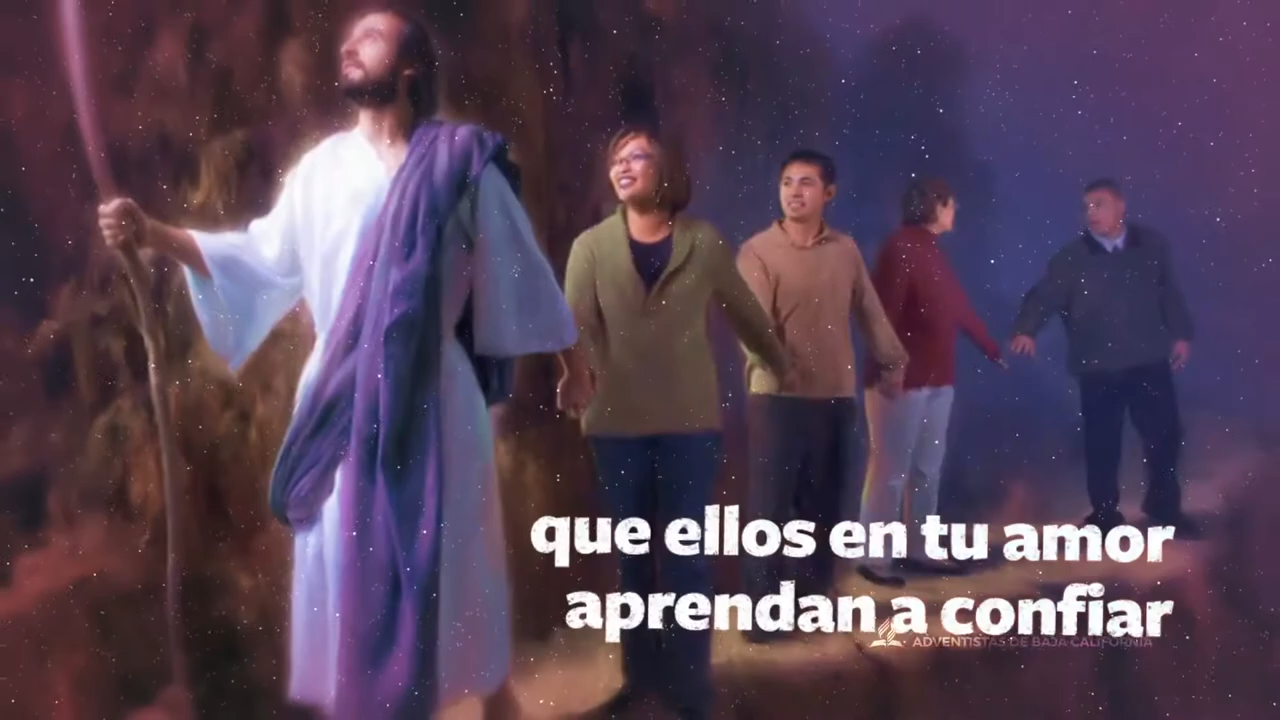 que ellos en tu amor
aprendan a confiar
ADVENTISTAS DE BAJA CALIFORNIA